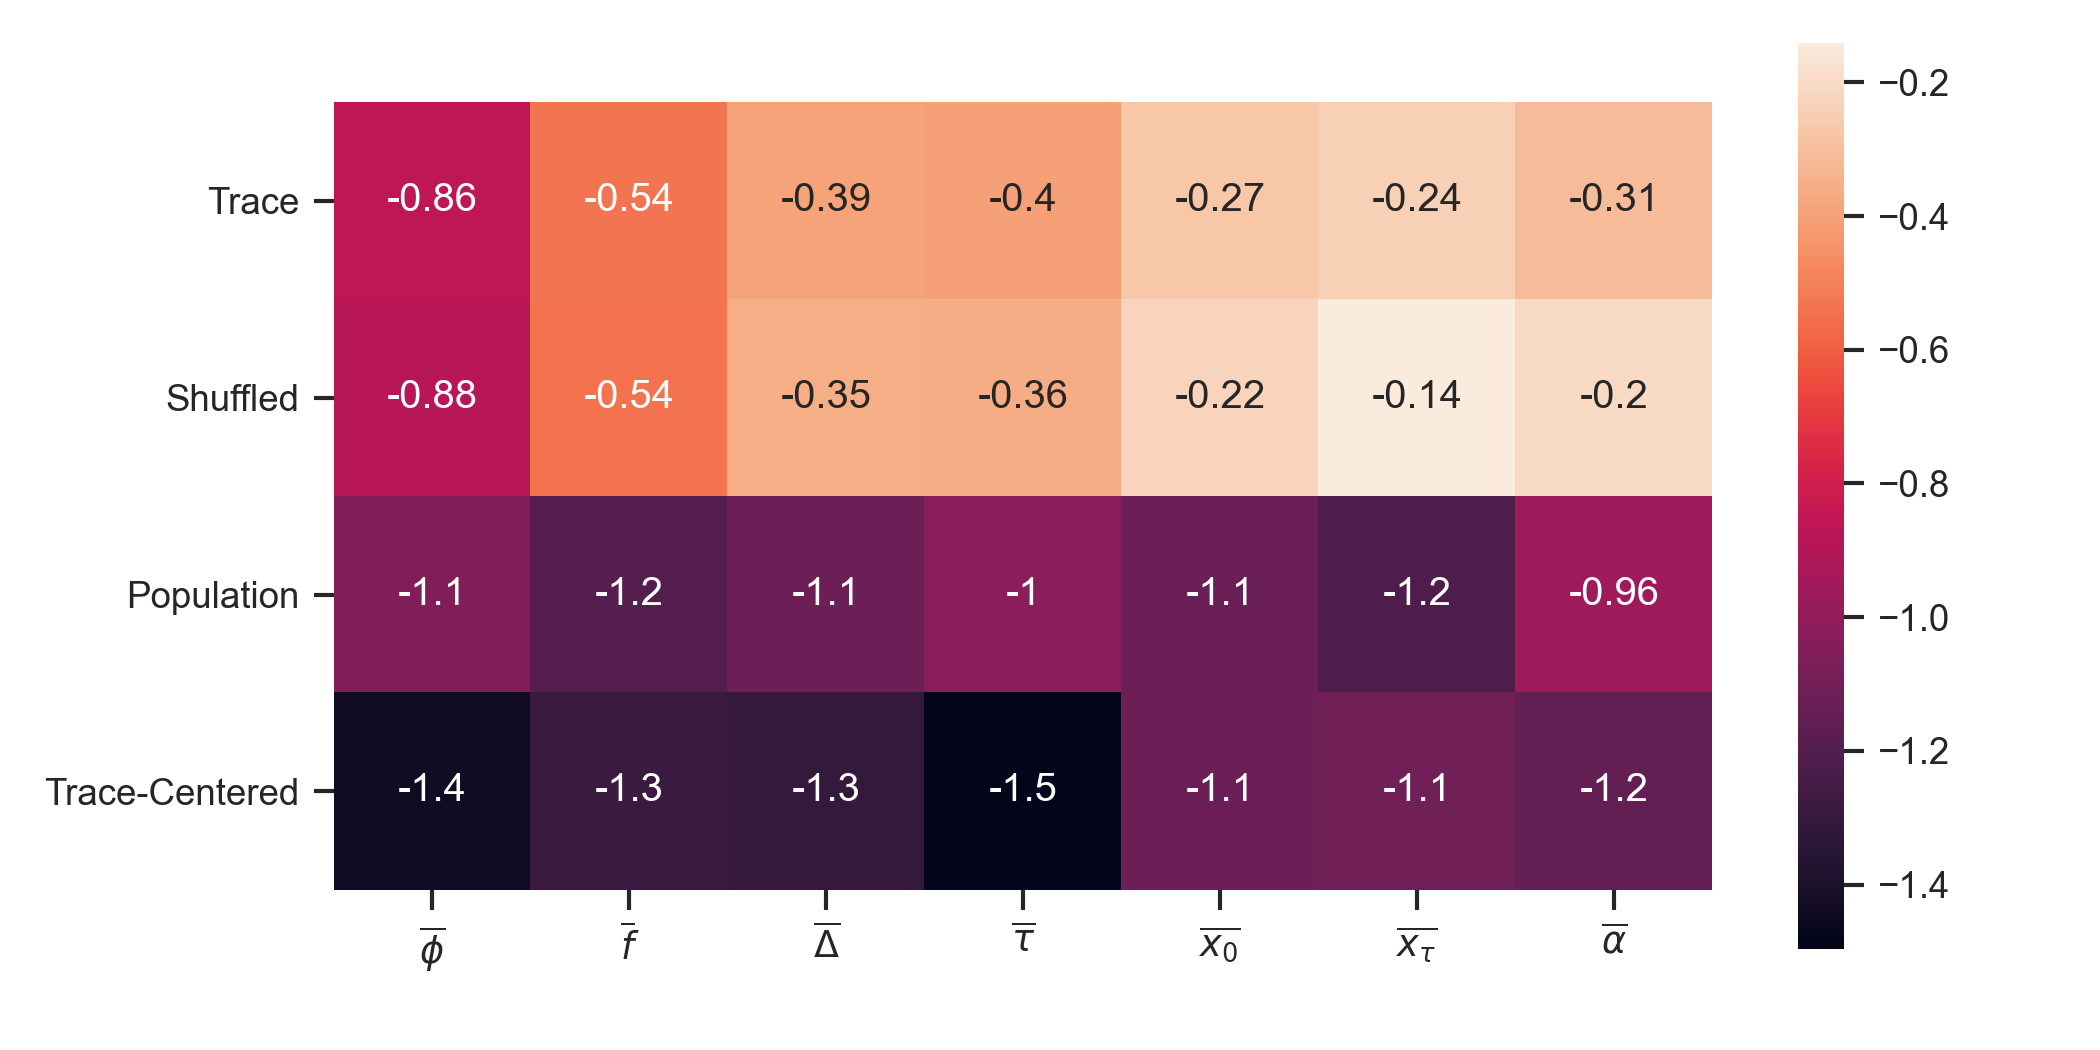 Trace -0.86 -0.54 -0.39 -0.4 -0.27 -0.24 -0.31
Shuffled -0.88 -0.54 -0.35 -0.36 -0.22 -0.14 -0.2
Population -1.1 -1.2 -1.1 -1 -1.1 -1.2 -0.96
Trace-Centered -1.4 -1.3 -1.3 -1.5 -1.1 -1.1 -1.2
ϕ̅ f̅ Δ̅ τ̅ x₀̅ x_τ̅ α̅
−0.2
−0.4
−0.6
−0.8
−1.0
−1.2
−1.4